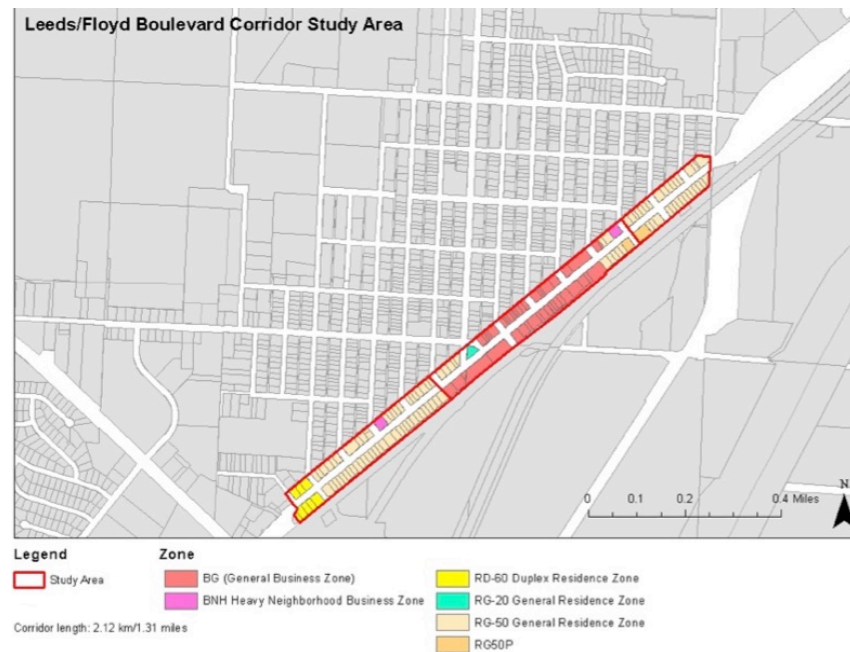 Leeds/Floyd Boulevard Corridor Study Area
N
0 0.1 0.2 0.4 Miles
Legend
Study Area
Corridor length: 2.12 km/1.31 miles
Zone
BG (General Business Zone)
BNH Heavy Neighborhood Business Zone
RD-60 Duplex Residence Zone
RG-20 General Residence Zone
RG-50 General Residence Zone
RG50P